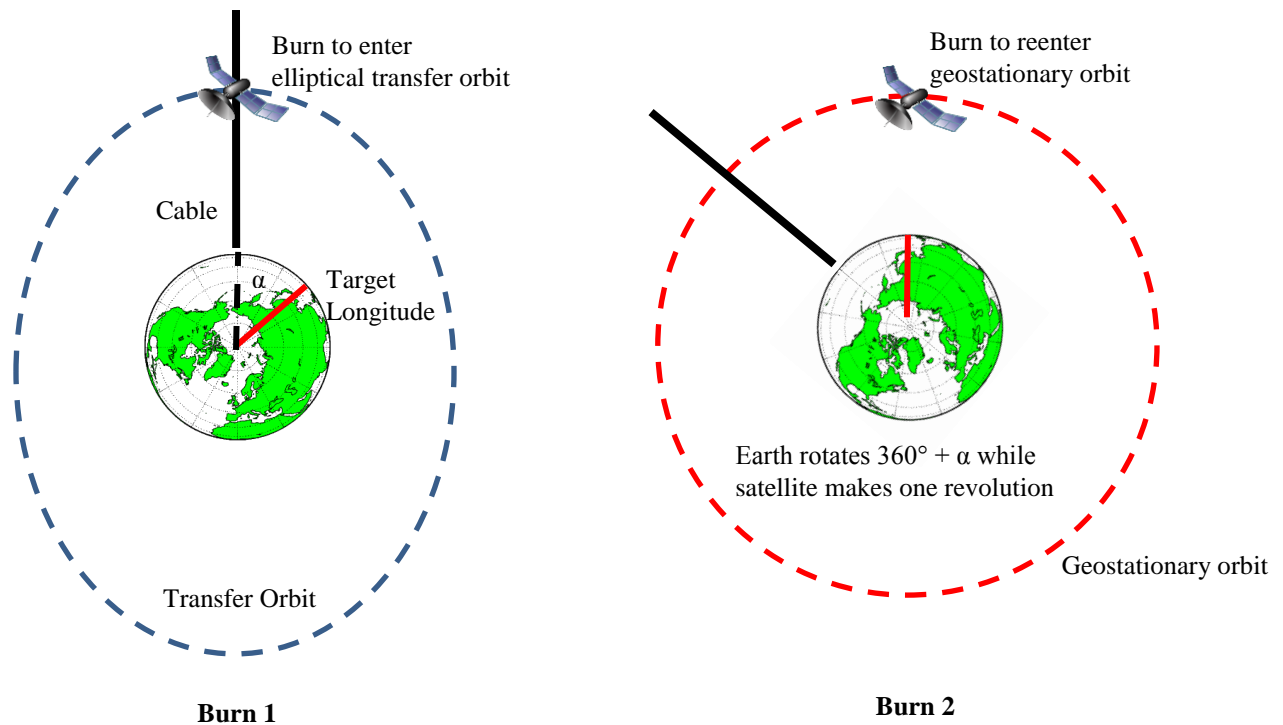 Burn to enter
elliptical transfer orbit
Cable
α
Target
Longitude
Transfer Orbit
Burn 1
Burn to reenter
geostationary orbit
Earth rotates 360° + α while
satellite makes one revolution
Geostationary orbit
Burn 2